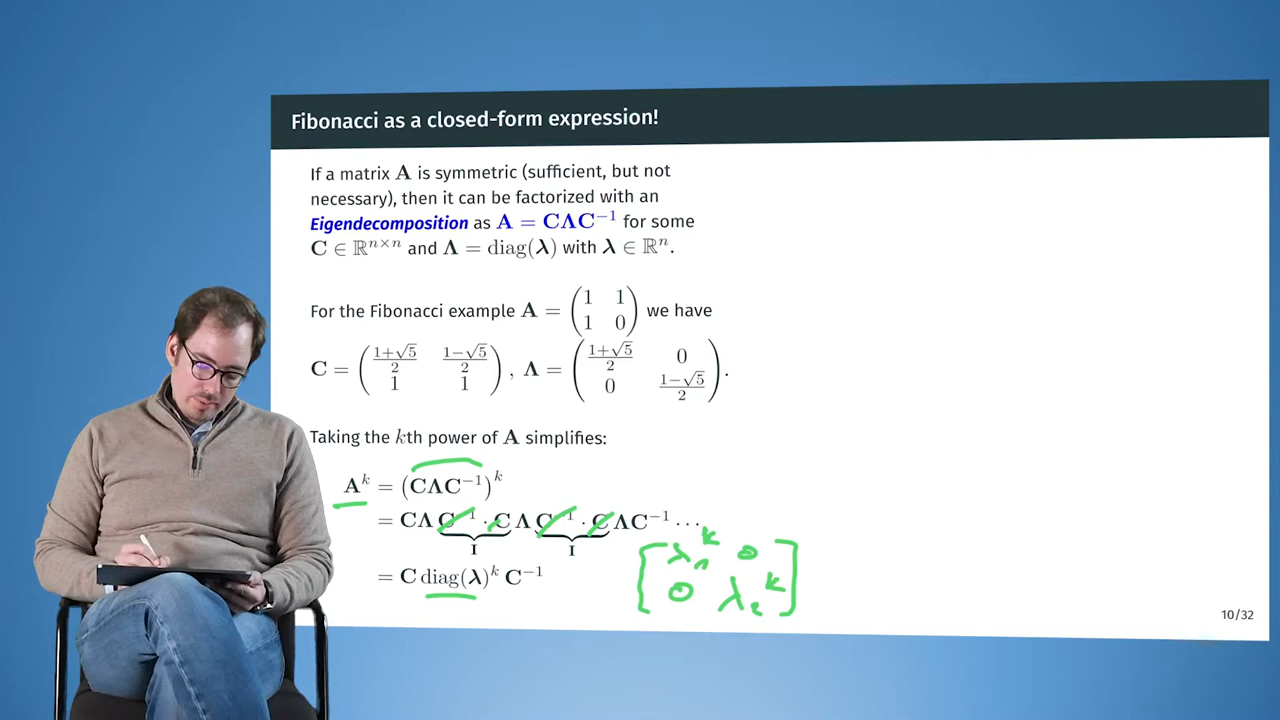 Fibonacci as a closed-form expression!
If a matrix A is symmetric (sufficient, but not
necessary), then it can be factorized with an
Eigendecomposition as A = CΛC⁻¹ for some
C ∈ ℝⁿˣⁿ and Λ = diag(λ) with λ ∈ ℝⁿ.
For the Fibonacci example A = (1 1; 1 0) we have
C = ((1+√5)/2 (1−√5)/2; 1 1), Λ = ((1+√5)/2 0; 0 (1−√5)/2).
Taking the kth power of A simplifies:
Aᵏ = (CΛC⁻¹)ᵏ
= CΛC⁻¹ · CΛC⁻¹ · CΛC⁻¹ ⋯
I I
= C diag(λ)ᵏ C⁻¹
[λ₁ᵏ 0
0 λ₂ᵏ]
10/32